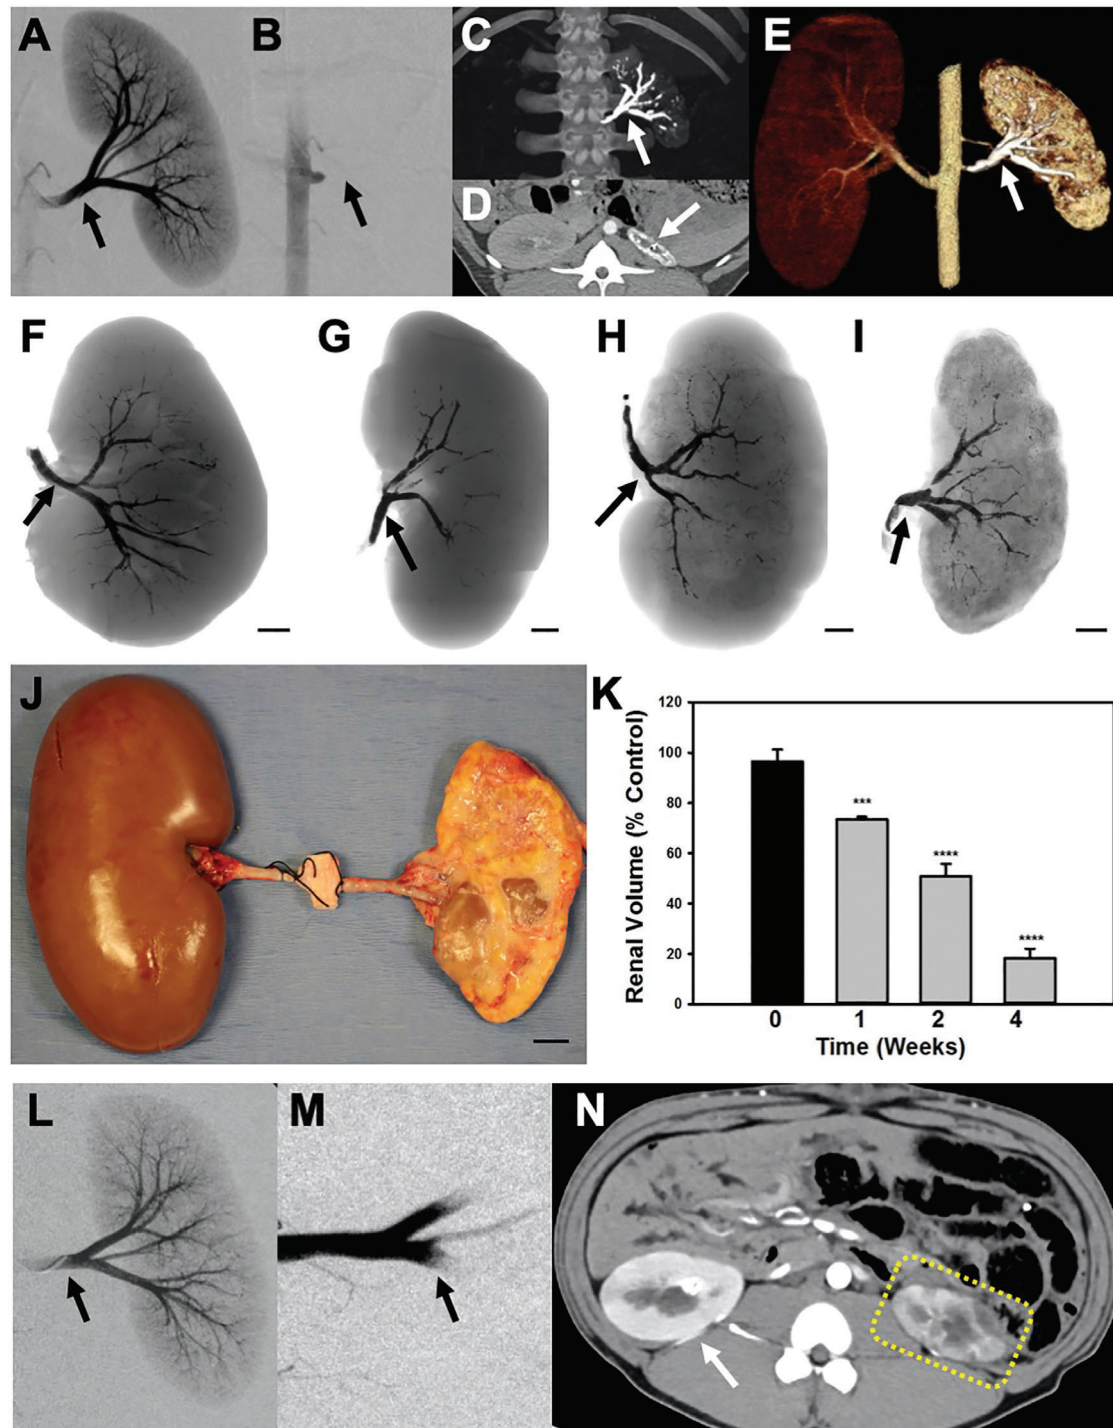 A
B
C
D
E
F
G
H
I
J
K
Renal Volume (% Control)
120
100
80
60
40
20
0
***
****
****
0 1 2 4
Time (Weeks)
L
M
N